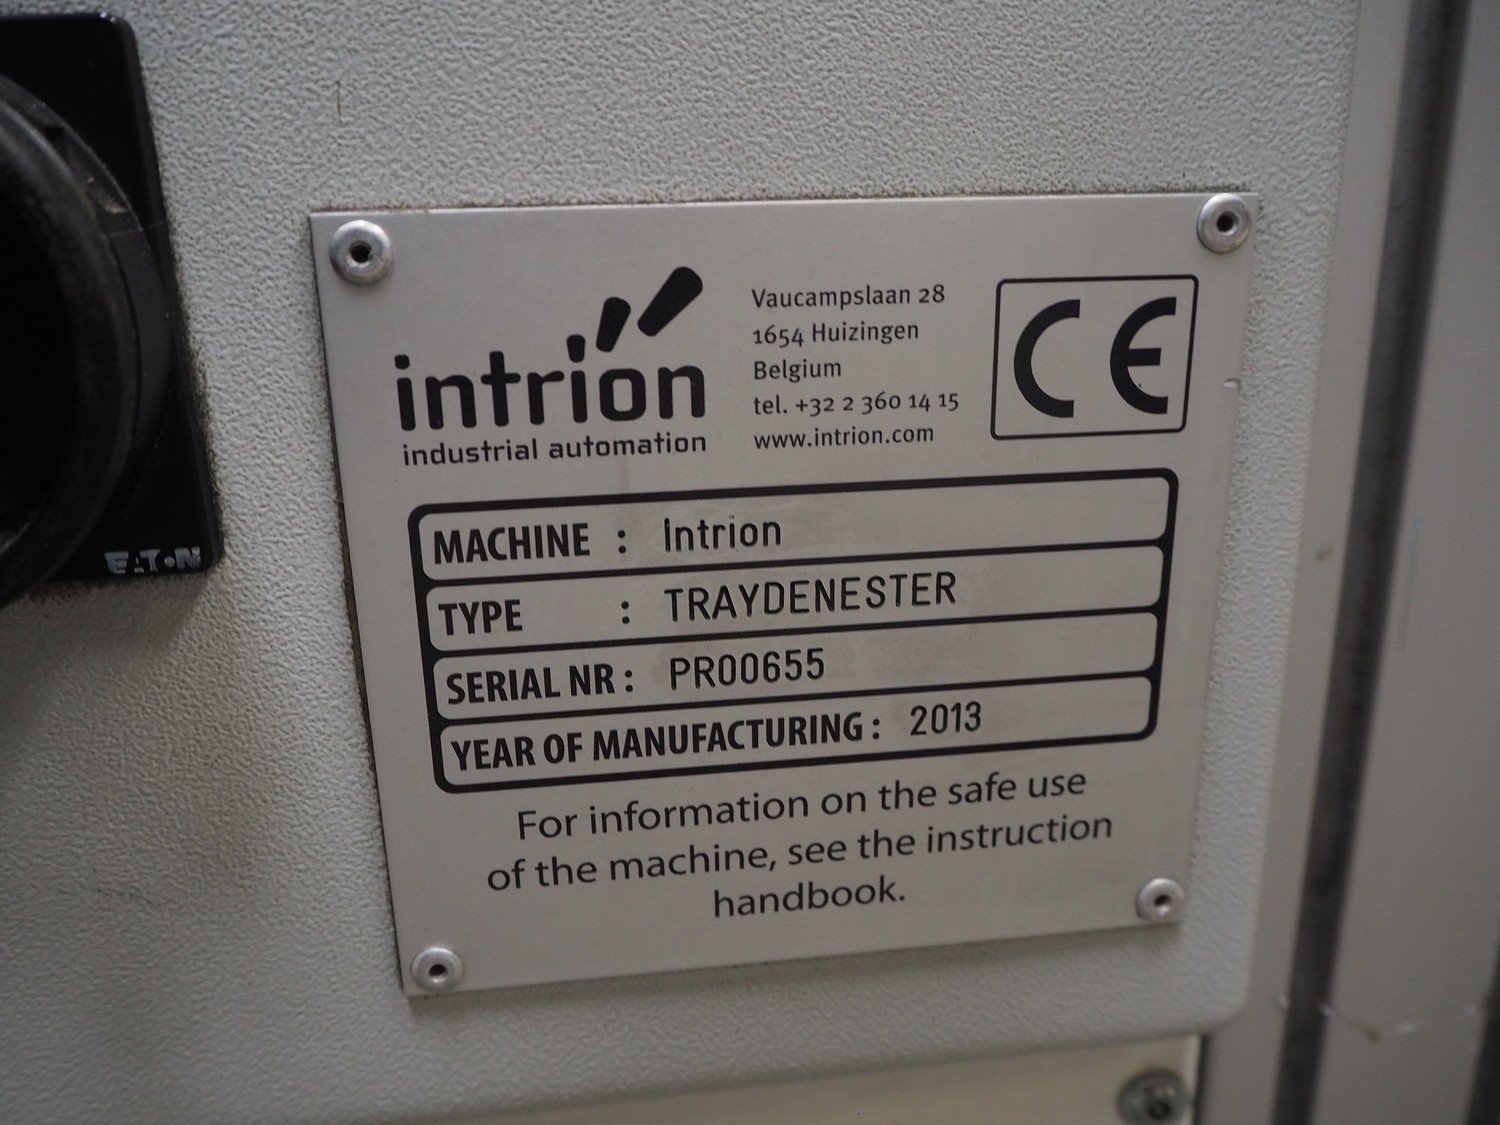 EATON
intrion
industrial automation
Vaucampslaan 28
1654 Huizingen
Belgium
tel. +32 2 360 14 15
www.intrion.com
CE
MACHINE : Intrion
TYPE : TRAYDENESTER
SERIAL NR : PR00655
YEAR OF MANUFACTURING : 2013
For information on the safe use
of the machine, see the instruction
handbook.